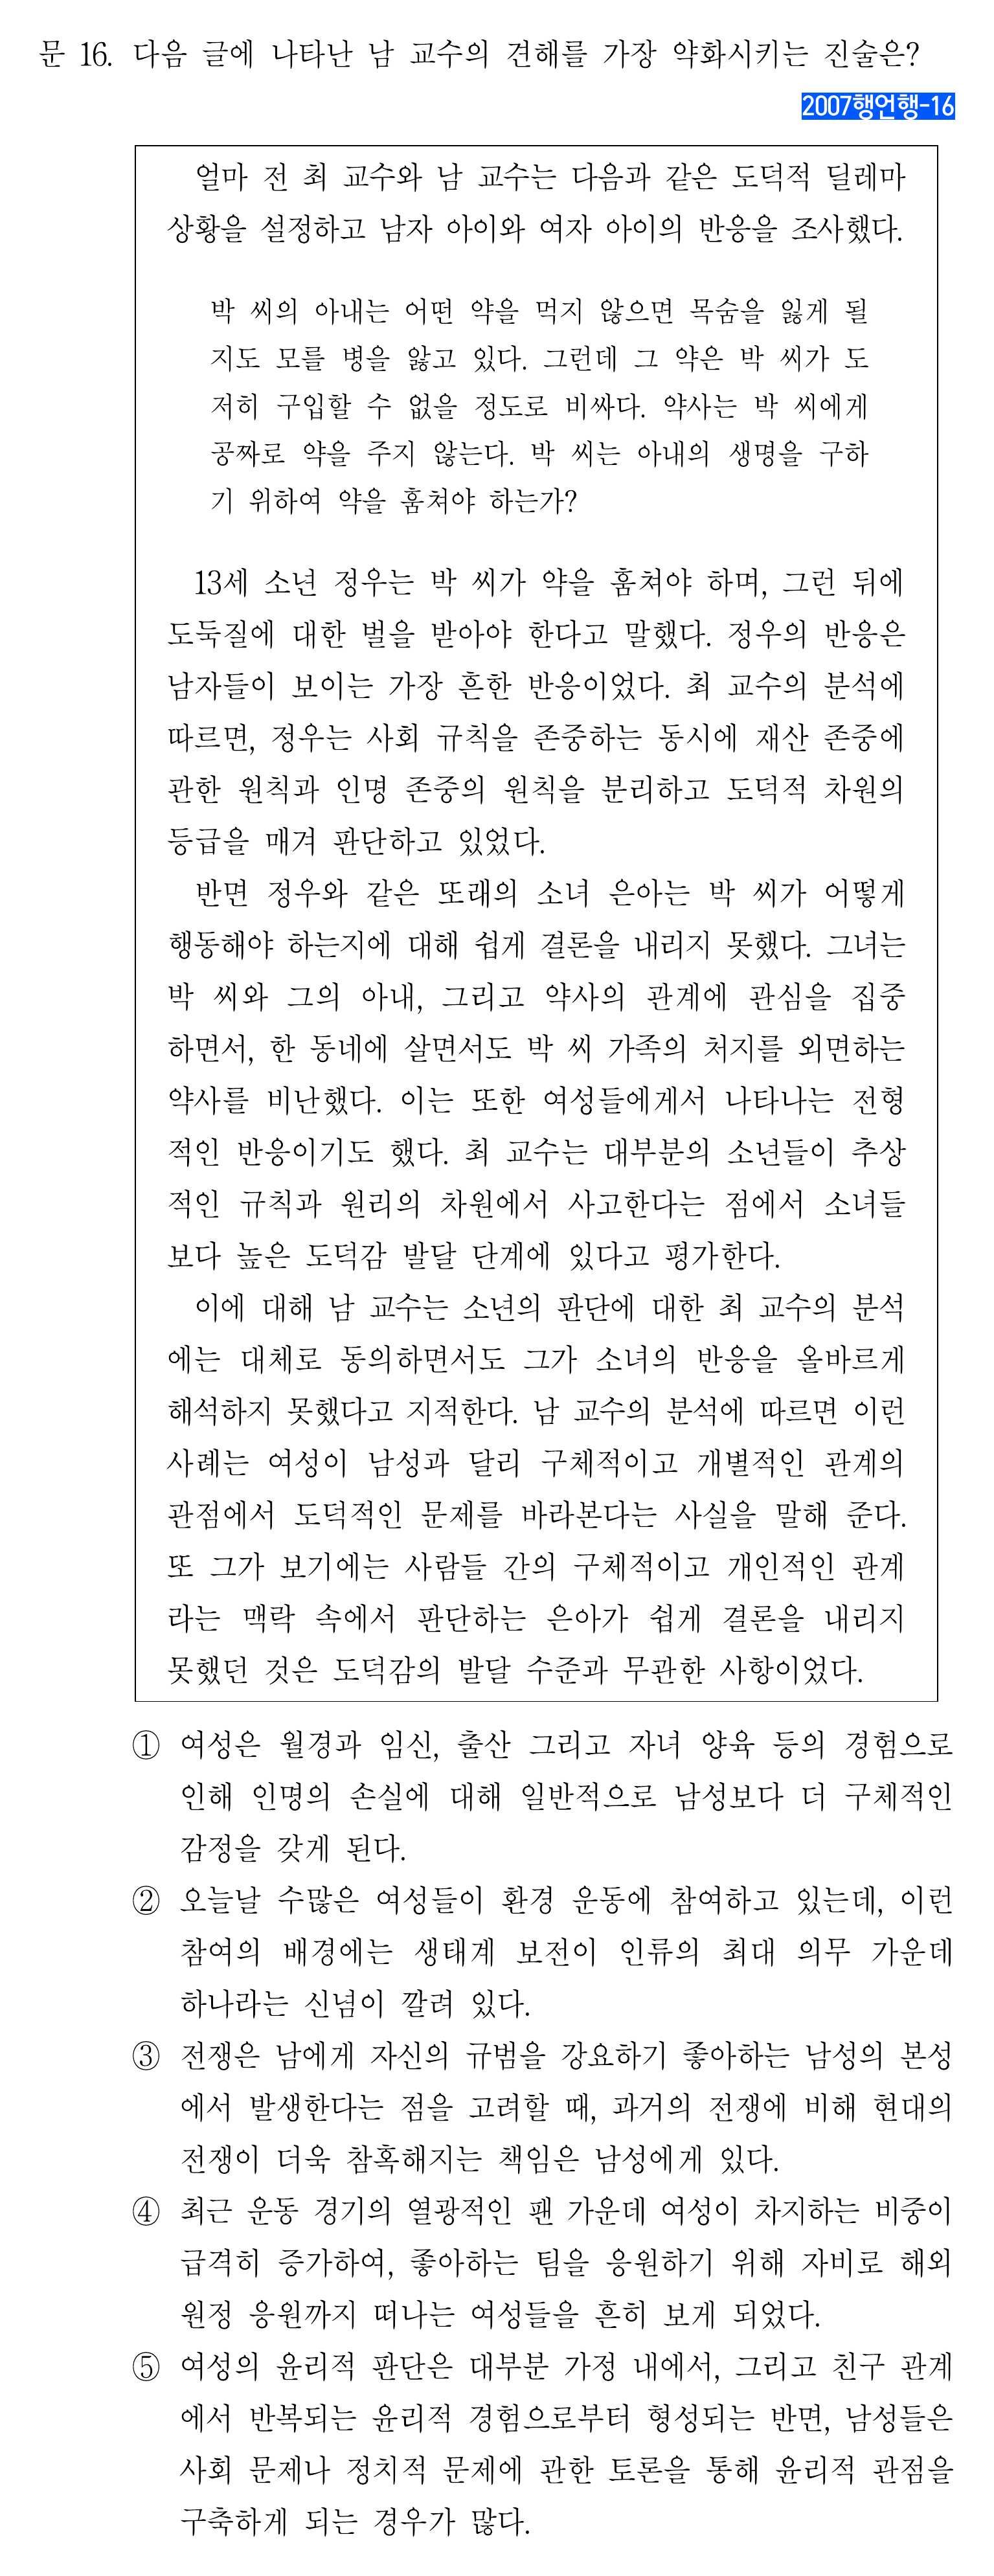 문 16. 다음 글에 나타난 남 교수의 견해를 가장 약화시키는 진술은?
2007행언행-16
얼마 전 최 교수와 남 교수는 다음과 같은 도덕적 딜레마
상황을 설정하고 남자 아이와 여자 아이의 반응을 조사했다.
박 씨의 아내는 어떤 약을 먹지 않으면 목숨을 잃게 될
지도 모를 병을 앓고 있다. 그런데 그 약은 박 씨가 도
저히 구입할 수 없을 정도로 비싸다. 약사는 박 씨에게
공짜로 약을 주지 않는다. 박 씨는 아내의 생명을 구하
기 위하여 약을 훔쳐야 하는가?
13세 소년 정우는 박 씨가 약을 훔쳐야 하며, 그런 뒤에
도둑질에 대한 벌을 받아야 한다고 말했다. 정우의 반응은
남자들이 보이는 가장 흔한 반응이었다. 최 교수의 분석에
따르면, 정우는 사회 규칙을 존중하는 동시에 재산 존중에
관한 원칙과 인명 존중의 원칙을 분리하고 도덕적 차원의
등급을 매겨 판단하고 있었다.
반면 정우와 같은 또래의 소녀 은아는 박 씨가 어떻게
행동해야 하는지에 대해 쉽게 결론을 내리지 못했다. 그녀는
박 씨와 그의 아내, 그리고 약사의 관계에 관심을 집중
하면서, 한 동네에 살면서도 박 씨 가족의 처지를 외면하는
약사를 비난했다. 이는 또한 여성들에게서 나타나는 전형
적인 반응이기도 했다. 최 교수는 대부분의 소년들이 추상
적인 규칙과 원리의 차원에서 사고한다는 점에서 소녀들
보다 높은 도덕감 발달 단계에 있다고 평가한다.
이에 대해 남 교수는 소년의 판단에 대한 최 교수의 분석
에는 대체로 동의하면서도 그가 소녀의 반응을 올바르게
해석하지 못했다고 지적한다. 남 교수의 분석에 따르면 이런
사례는 여성이 남성과 달리 구체적이고 개별적인 관계의
관점에서 도덕적인 문제를 바라본다는 사실을 말해 준다.
또 그가 보기에는 사람들 간의 구체적이고 개인적인 관계
라는 맥락 속에서 판단하는 은아가 쉽게 결론을 내리지
못했던 것은 도덕감의 발달 수준과 무관한 사항이었다.
① 여성은 월경과 임신, 출산 그리고 자녀 양육 등의 경험으로
인해 인명의 손실에 대해 일반적으로 남성보다 더 구체적인
감정을 갖게 된다.
② 오늘날 수많은 여성들이 환경 운동에 참여하고 있는데, 이런
참여의 배경에는 생태계 보전이 인류의 최대 의무 가운데
하나라는 신념이 깔려 있다.
③ 전쟁은 남에게 자신의 규범을 강요하기 좋아하는 남성의 본성
에서 발생한다는 점을 고려할 때, 과거의 전쟁에 비해 현대의
전쟁이 더욱 참혹해지는 책임은 남성에게 있다.
④ 최근 운동 경기의 열광적인 팬 가운데 여성이 차지하는 비중이
급격히 증가하여, 좋아하는 팀을 응원하기 위해 자비로 해외
원정 응원까지 떠나는 여성들을 흔히 보게 되었다.
⑤ 여성의 윤리적 판단은 대부분 가정 내에서, 그리고 친구 관계
에서 반복되는 윤리적 경험으로부터 형성되는 반면, 남성들은
사회 문제나 정치적 문제에 관한 토론을 통해 윤리적 관점을
구축하게 되는 경우가 많다.